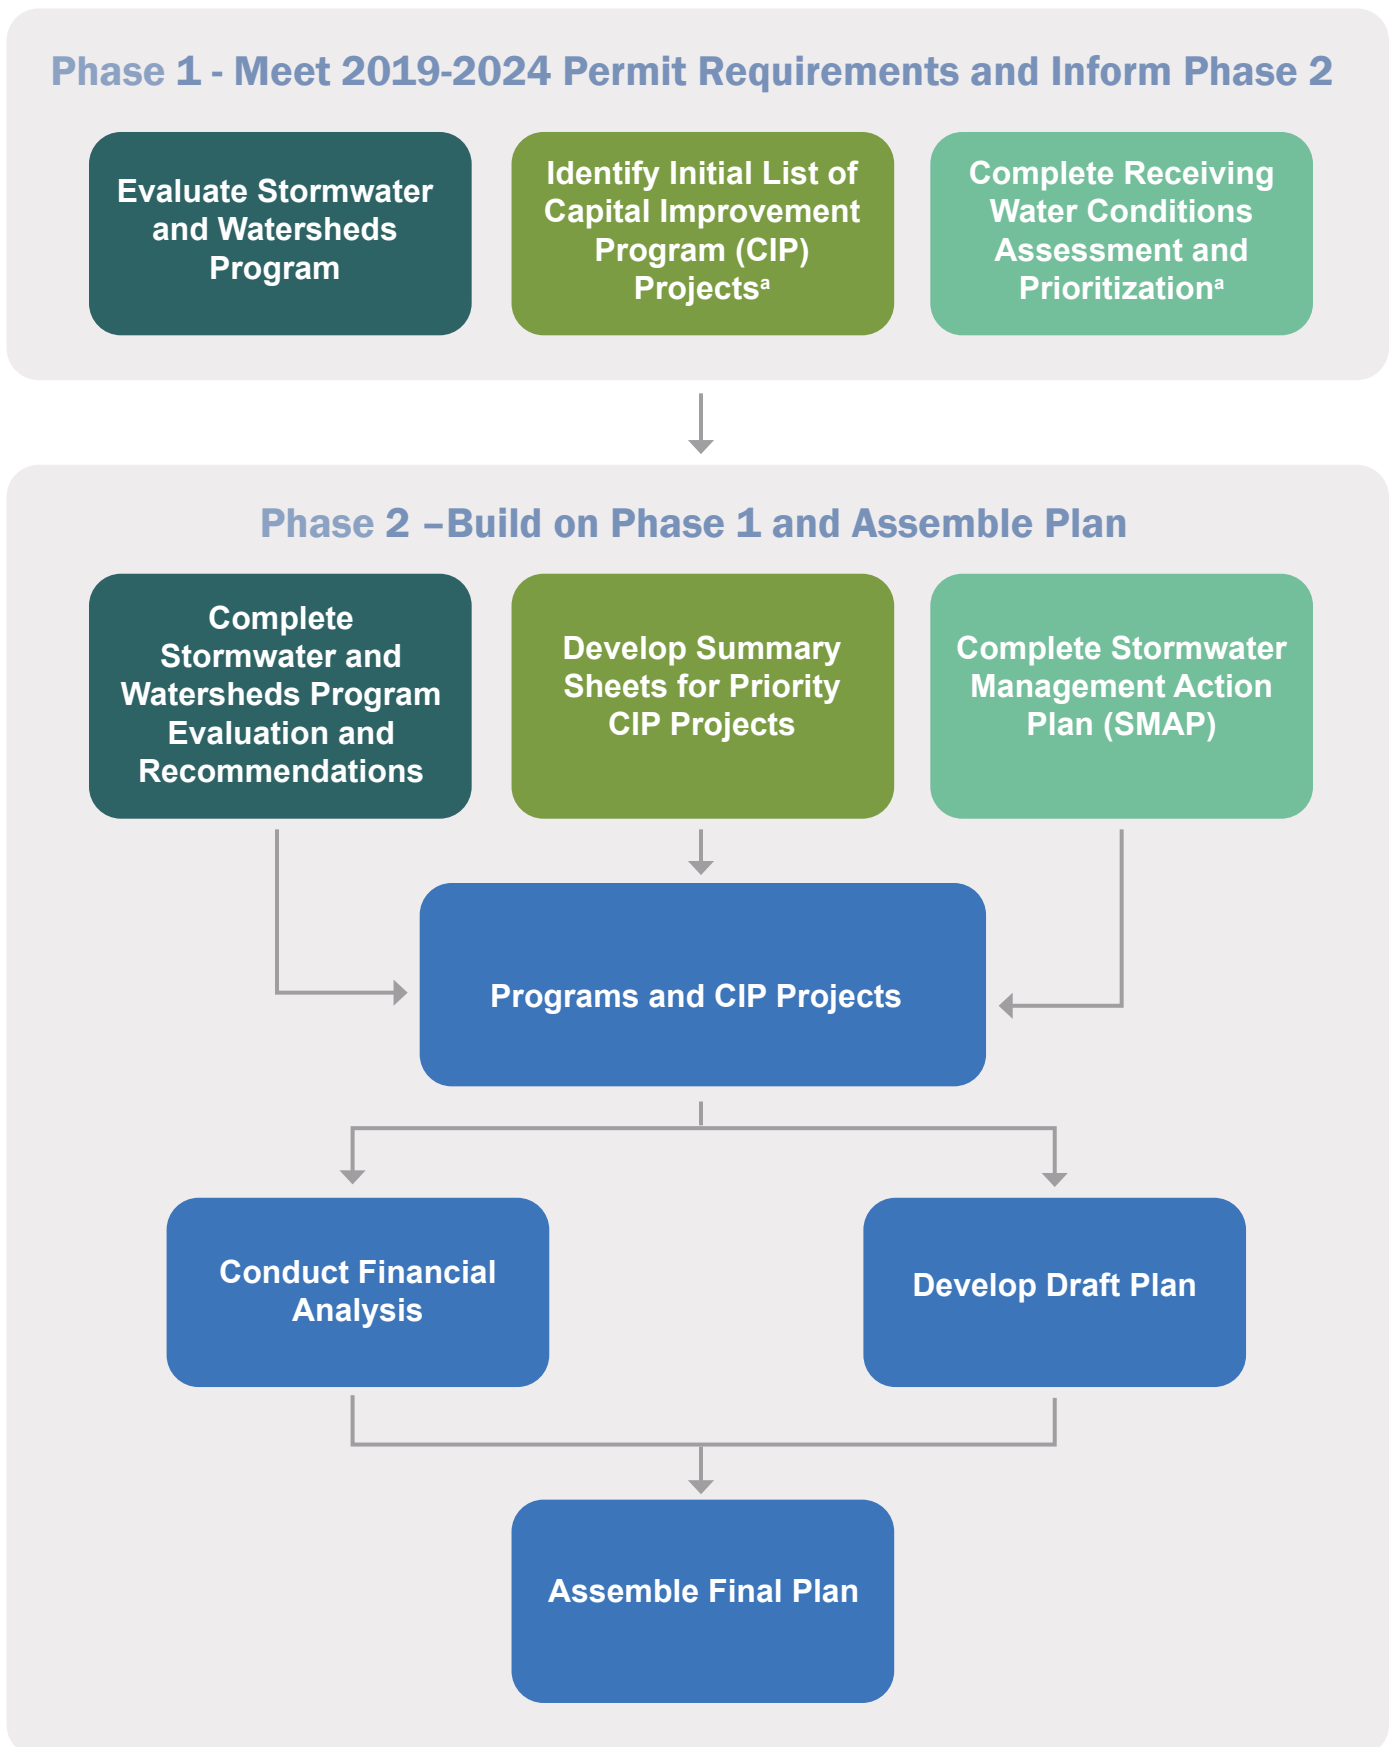 Phase 1 - Meet 2019-2024 Permit Requirements and Inform Phase 2
Evaluate Stormwater
and Watersheds
Program
Identify Initial List of
Capital Improvement
Program (CIP)
Projectsᵃ
Complete Receiving
Water Conditions
Assessment and
Prioritizationᵃ
Phase 2 –Build on Phase 1 and Assemble Plan
Complete
Stormwater and
Watersheds Program
Evaluation and
Recommendations
Develop Summary
Sheets for Priority
CIP Projects
Complete Stormwater
Management Action
Plan (SMAP)
Programs and CIP Projects
Conduct Financial
Analysis
Develop Draft Plan
Assemble Final Plan